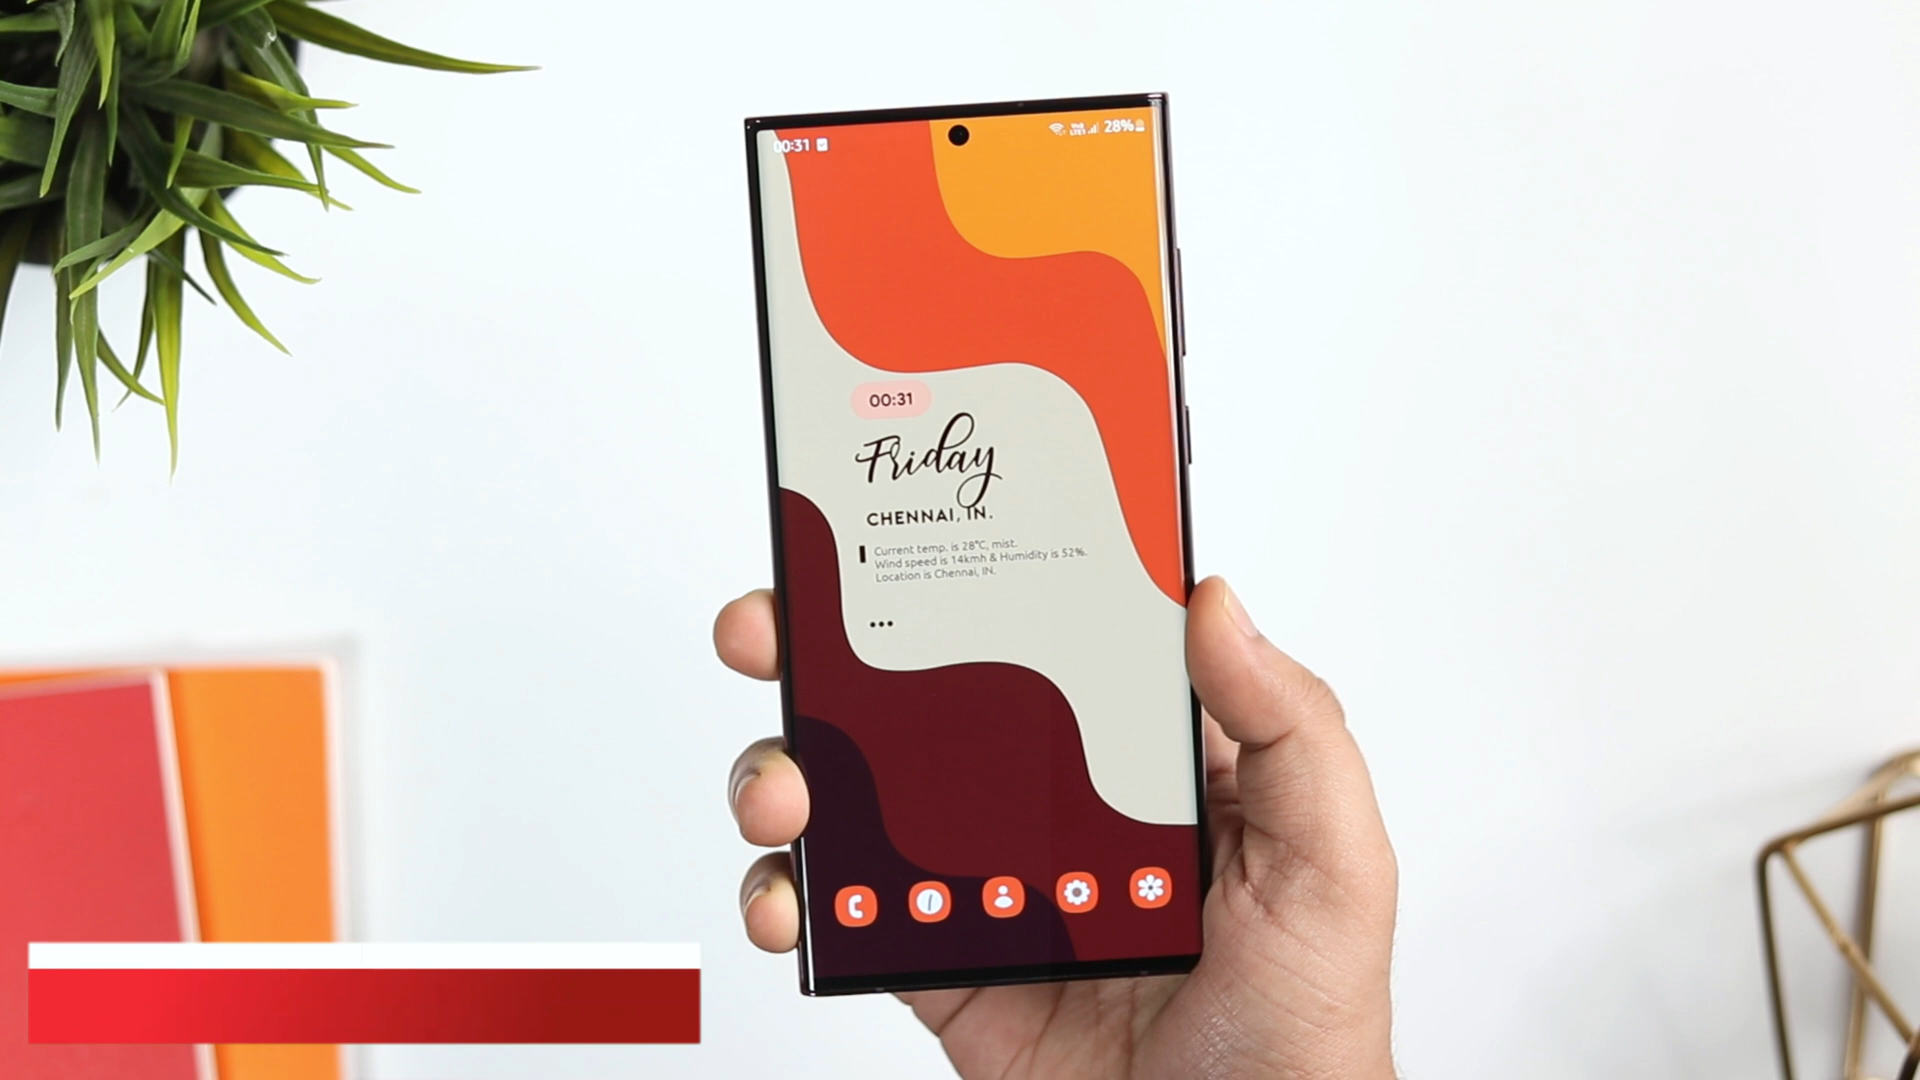 00:31
VoLTE1 28%
00:31
Friday
CHENNAI, IN.
Current temp. is 28°C, mist.
Wind speed is 14kmh & Humidity is 52%.
Location is Chennai, IN.